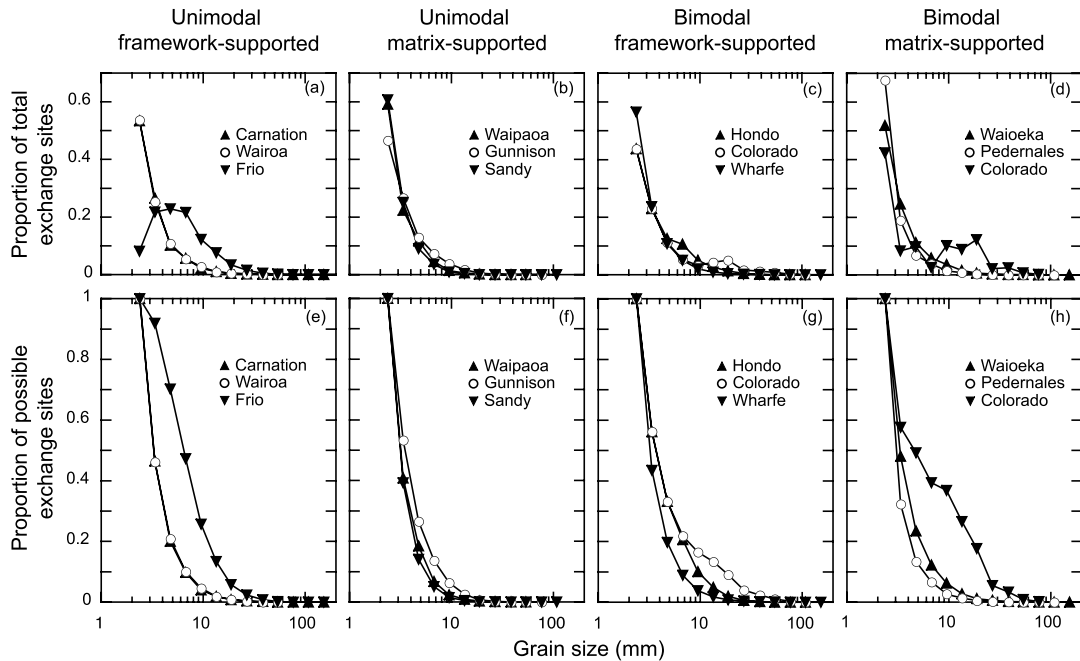 Unimodal
framework-supported
Unimodal
matrix-supported
Bimodal
framework-supported
Bimodal
matrix-supported
Proportion of total
exchange sites
0.6
0.4
0.2
0
(a)
Carnation
Wairoa
Frio
(b)
Waipaoa
Gunnison
Sandy
(c)
Hondo
Colorado
Wharfe
(d)
Waioeka
Pedernales
Colorado
Proportion of possible
exchange sites
1
0.8
0.6
0.4
0.2
0
(e)
Carnation
Wairoa
Frio
(f)
Waipaoa
Gunnison
Sandy
(g)
Hondo
Colorado
Wharfe
(h)
Waioeka
Pedernales
Colorado
1 10 100 1 10 100 1 10 100 1 10 100
Grain size (mm)